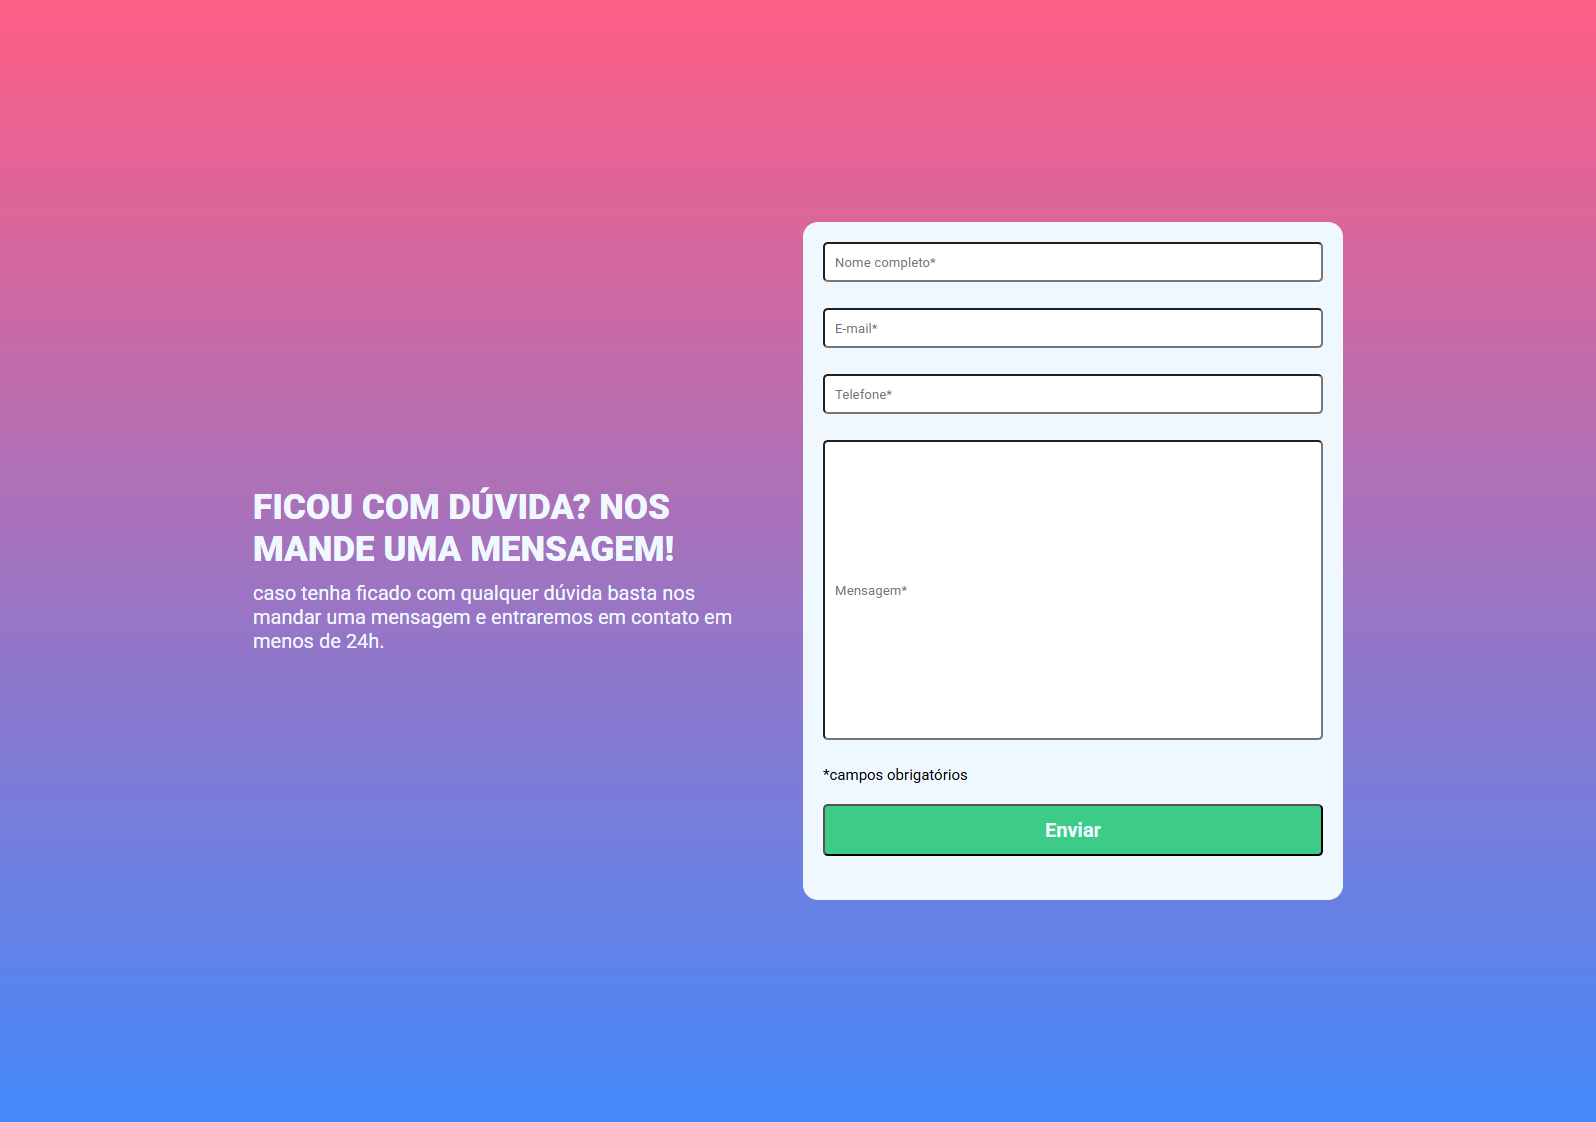 FICOU COM DÚVIDA? NOS
MANDE UMA MENSAGEM!
caso tenha ficado com qualquer dúvida basta nos
mandar uma mensagem e entraremos em contato em
menos de 24h.
Nome completo*
E-mail*
Telefone*
Mensagem*
*campos obrigatórios
Enviar